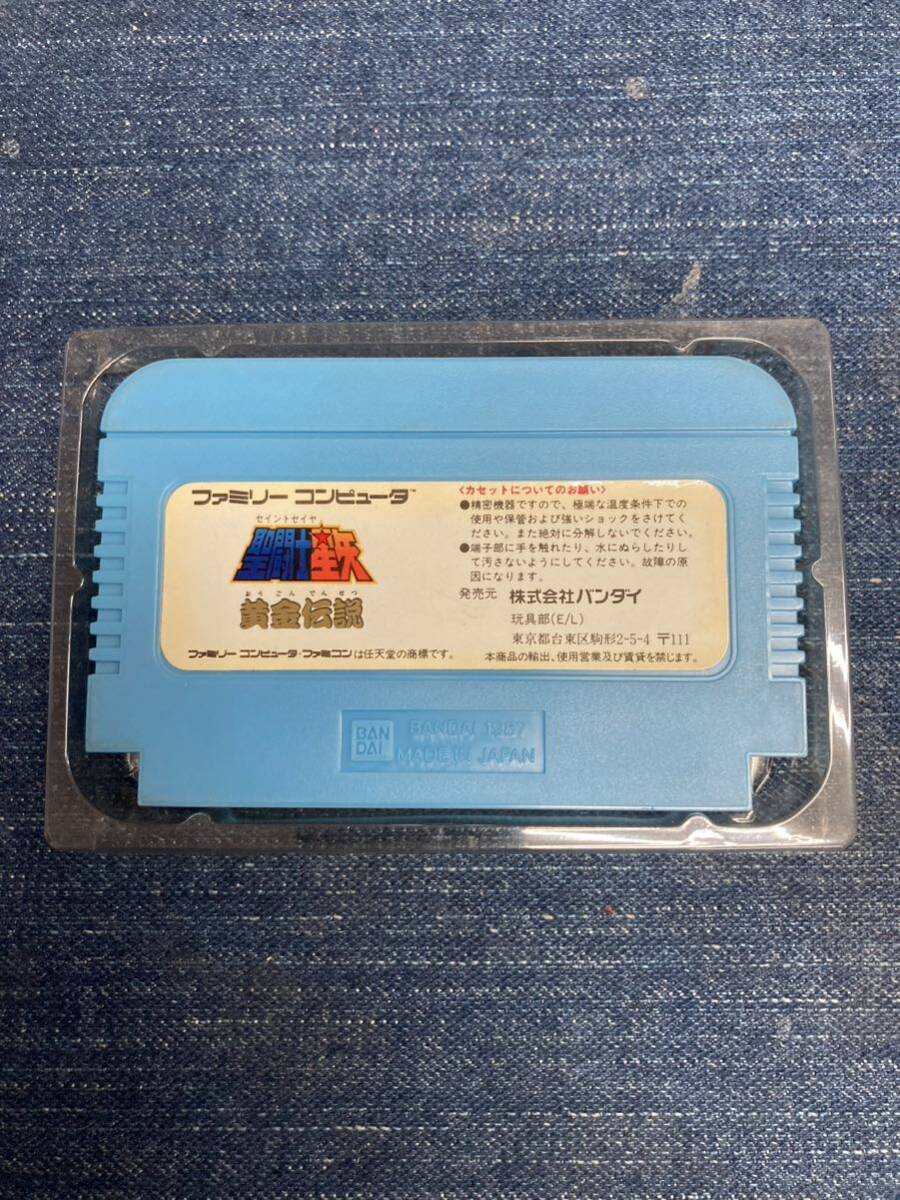 ファミリー コンピュータ™
セイントセイヤ
聖闘士星矢
おうごんでんせつ
黄金伝説
ファミリー コンピュータ・ファミコンは任天堂の商標です。
〈カセットについてのお願い〉
●精密機器ですので、極端な温度条件下での
使用や保管および強いショックをさけてく
ださい。また絶対に分解しないでください。
●端子部に手を触れたり、水にぬらしたりし
て汚さないようにしてください。故障の原
因になります。
発売元 株式会社バンダイ
玩具部(E/L)
東京都台東区駒形2-5-4 〒111
本商品の輸出、使用営業及び賃貸を禁じます。
BAN
DAI
BANDAI 1987
MADE IN JAPAN